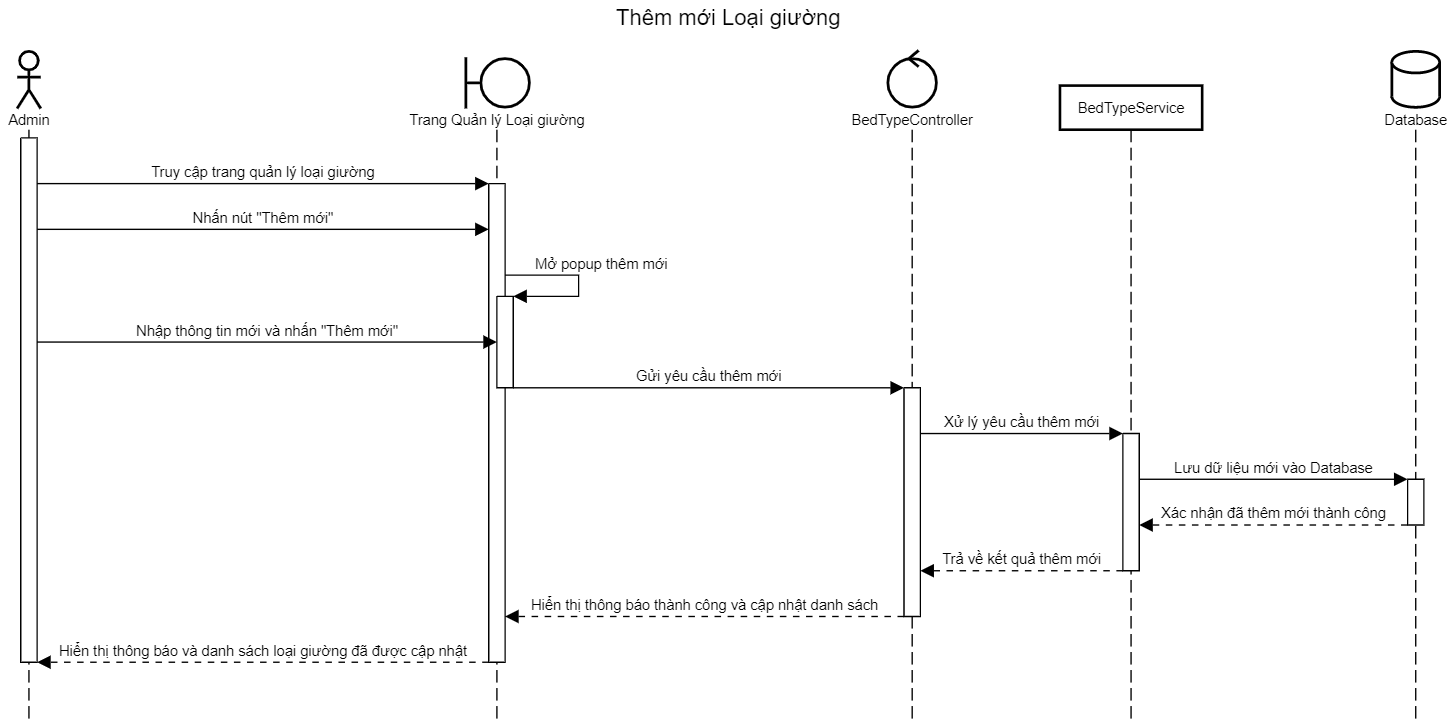 Thêm mới Loại giường
Admin
Trang Quản lý Loại giường
BedTypeController
BedTypeService
Database
Truy cập trang quản lý loại giường
Nhấn nút "Thêm mới"
Mở popup thêm mới
Nhập thông tin mới và nhấn "Thêm mới"
Gửi yêu cầu thêm mới
Xử lý yêu cầu thêm mới
Lưu dữ liệu mới vào Database
Xác nhận đã thêm mới thành công
Trả về kết quả thêm mới
Hiển thị thông báo thành công và cập nhật danh sách
Hiển thị thông báo và danh sách loại giường đã được cập nhật